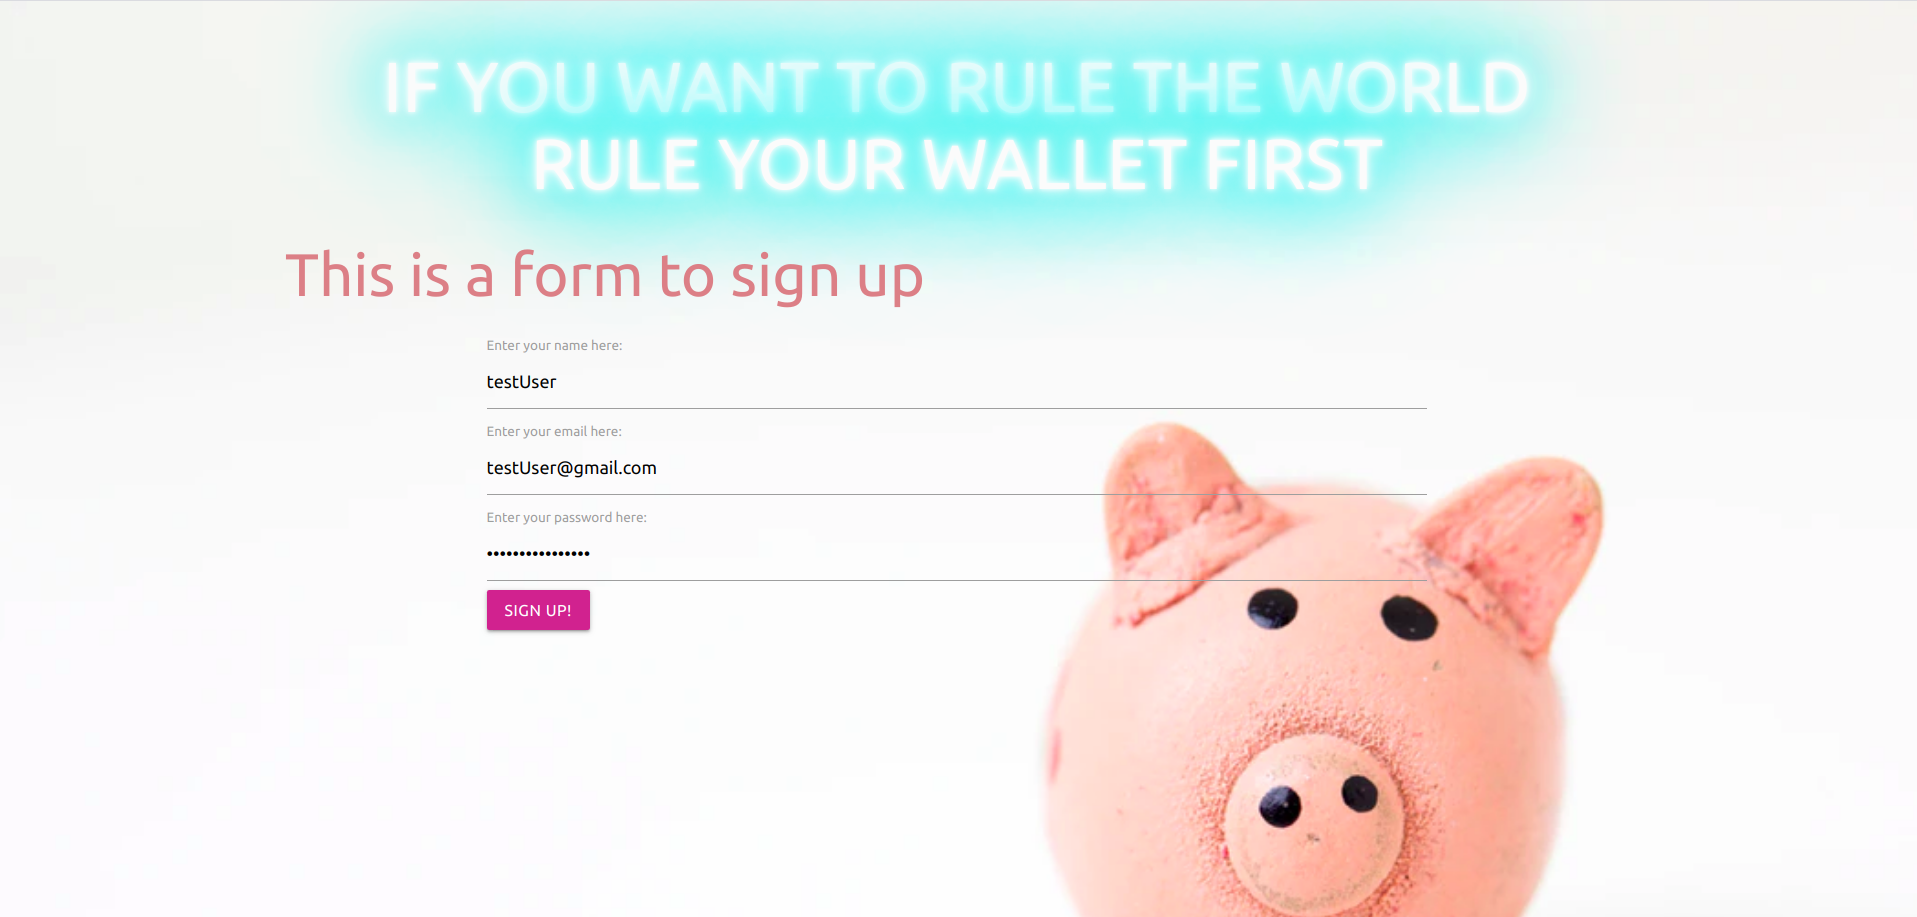 IF YOU WANT TO RULE THE WORLD
RULE YOUR WALLET FIRST
This is a form to sign up
Enter your name here:
testUser
Enter your email here:
testUser@gmail.com
Enter your password here:
••••••••••••••••
SIGN UP!